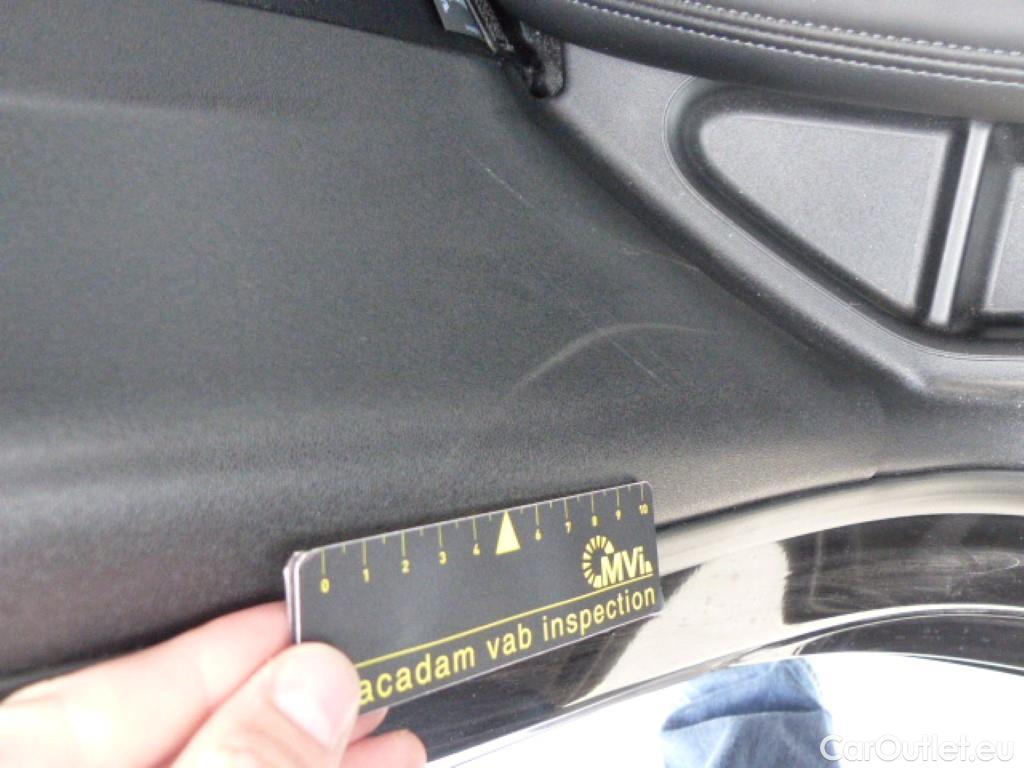 0 1 2 3 4 6 7 8 9 10
MVi
acadam vab inspection
CarOutlet.eu